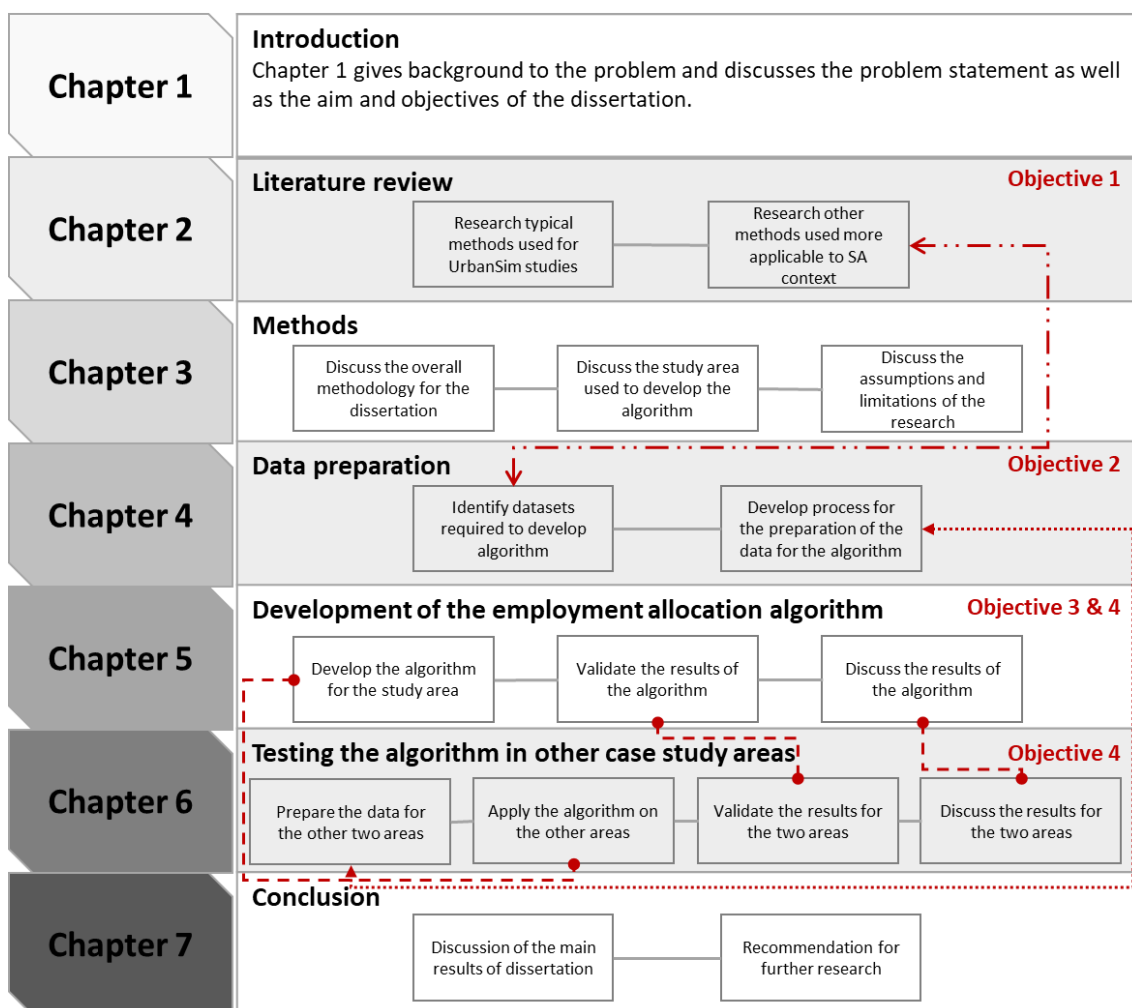 Chapter 1
Introduction
Chapter 1 gives background to the problem and discusses the problem statement as well
as the aim and objectives of the dissertation.
Chapter 2
Literature review
Objective 1
Research typical
methods used for
UrbanSim studies
Research other
methods used more
applicable to SA
context
Chapter 3
Methods
Discuss the overall
methodology for the
dissertation
Discuss the study area
used to develop the
algorithm
Discuss the
assumptions and
limitations of the
research
Chapter 4
Data preparation
Objective 2
Identify datasets
required to develop
algorithm
Develop process for
the preparation of the
data for the algorithm
Chapter 5
Development of the employment allocation algorithm
Objective 3 & 4
Develop the algorithm
for the study area
Validate the results of
the algorithm
Discuss the results of
the algorithm
Chapter 6
Testing the algorithm in other case study areas
Objective 4
Prepare the data for
the other two areas
Apply the algorithm on
the other areas
Validate the results for
the two areas
Discuss the results for
the two areas
Chapter 7
Conclusion
Discussion of the main
results of dissertation
Recommendation for
further research